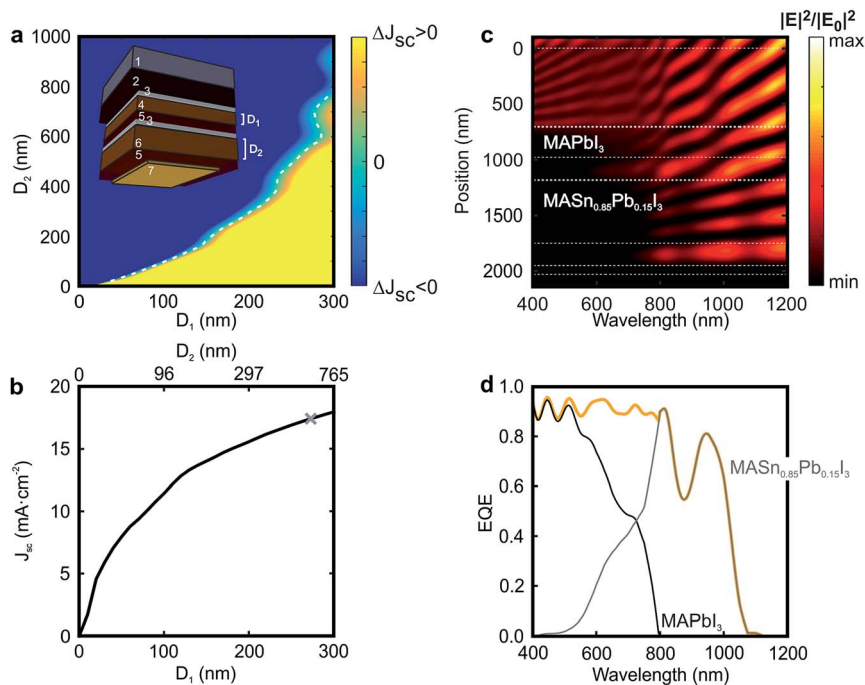 a
1000
800
600
400
200
0
D₂ (nm)
1
2
3
4
5
3
6
5
7
D₁
D₂
0
100
200
300
D₁ (nm)
ΔJSC>0
0
ΔJSC<0
c
|E|²/|E₀|²
max
min
0
500
1000
1500
2000
Position (nm)
MAPbI₃
MASn₀.₈₅Pb₀.₁₅I₃
400
600
800
1000
1200
Wavelength (nm)
b
D₂ (nm)
0
96
297
765
20
15
10
5
0
Jsc (mA·cm⁻²)
0
100
200
300
D₁ (nm)
d
1.0
0.8
0.6
0.4
0.2
0.0
EQE
MASn₀.₈₅Pb₀.₁₅I₃
MAPbI₃
400
600
800
1000
1200
Wavelength (nm)